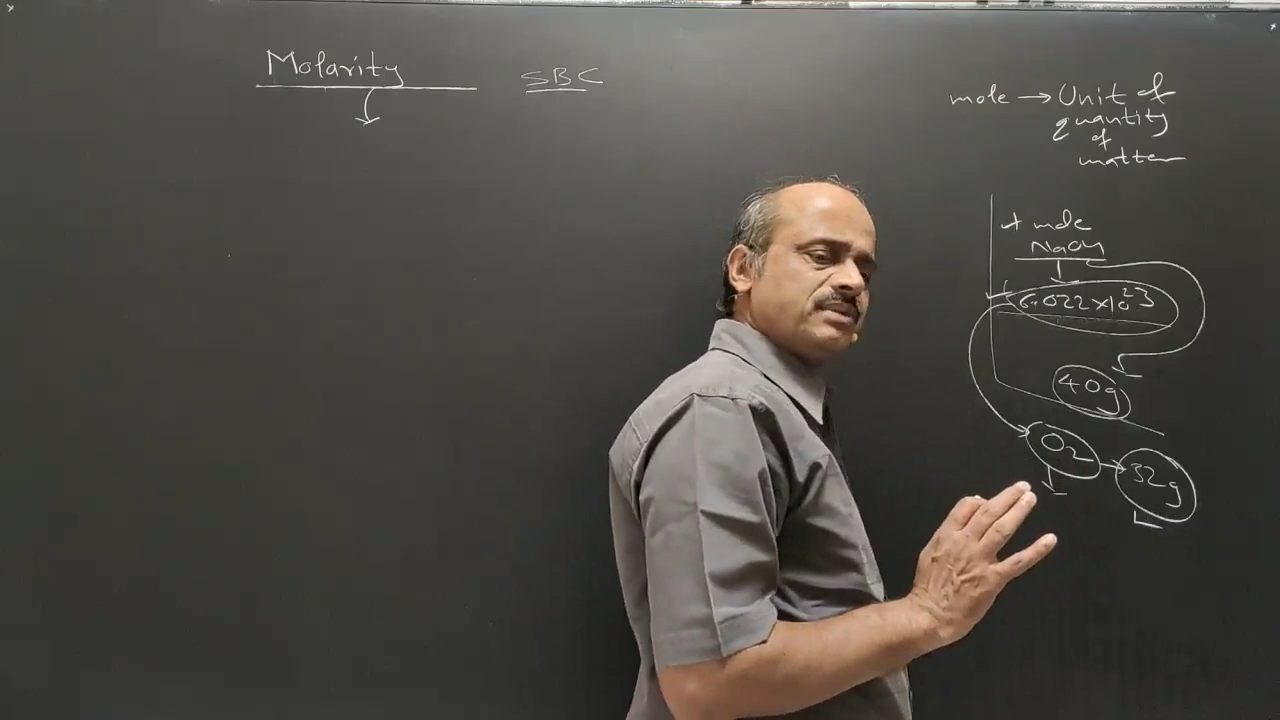 Molarity
SBC
mole → Unit of
quantity
of
matter
1 mole
NaOH
6.022×10²³
40g
O₂ → 32g